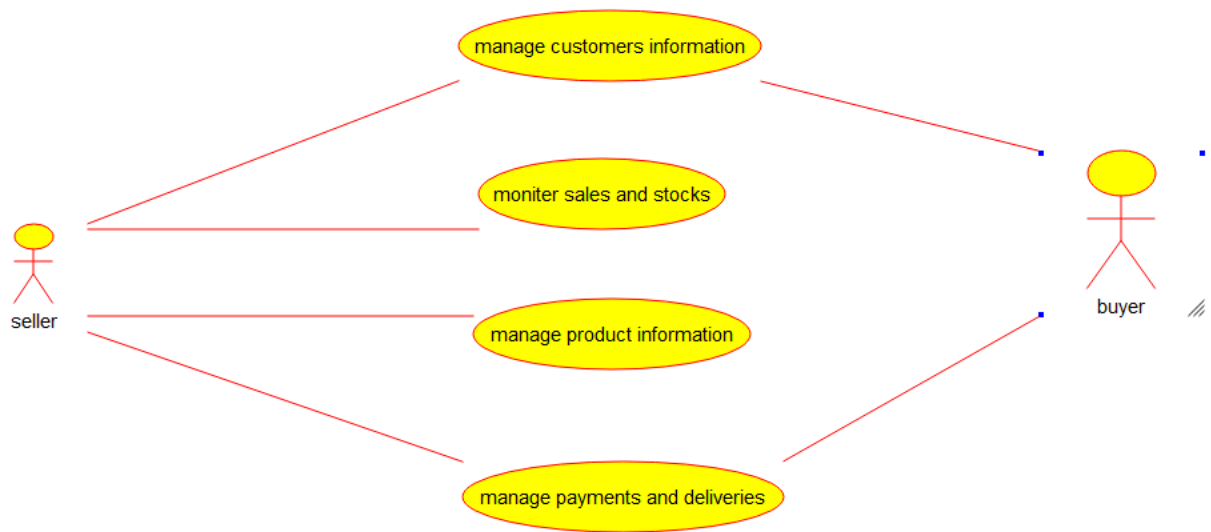 manage customers information
moniter sales and stocks
seller
buyer
manage product information
manage payments and deliveries